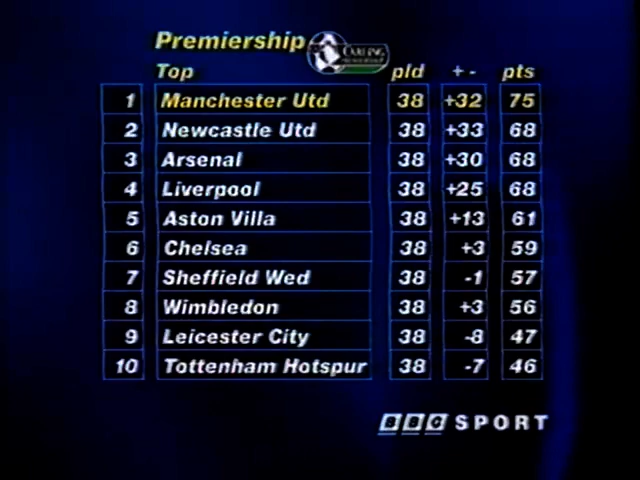 Premiership CARLING
Top pld + - pts
1 Manchester Utd 38 +32 75
2 Newcastle Utd 38 +33 68
3 Arsenal 38 +30 68
4 Liverpool 38 +25 68
5 Aston Villa 38 +13 61
6 Chelsea 38 +3 59
7 Sheffield Wed 38 -1 57
8 Wimbledon 38 +3 56
9 Leicester City 38 -8 47
10 Tottenham Hotspur 38 -7 46
BBC SPORT